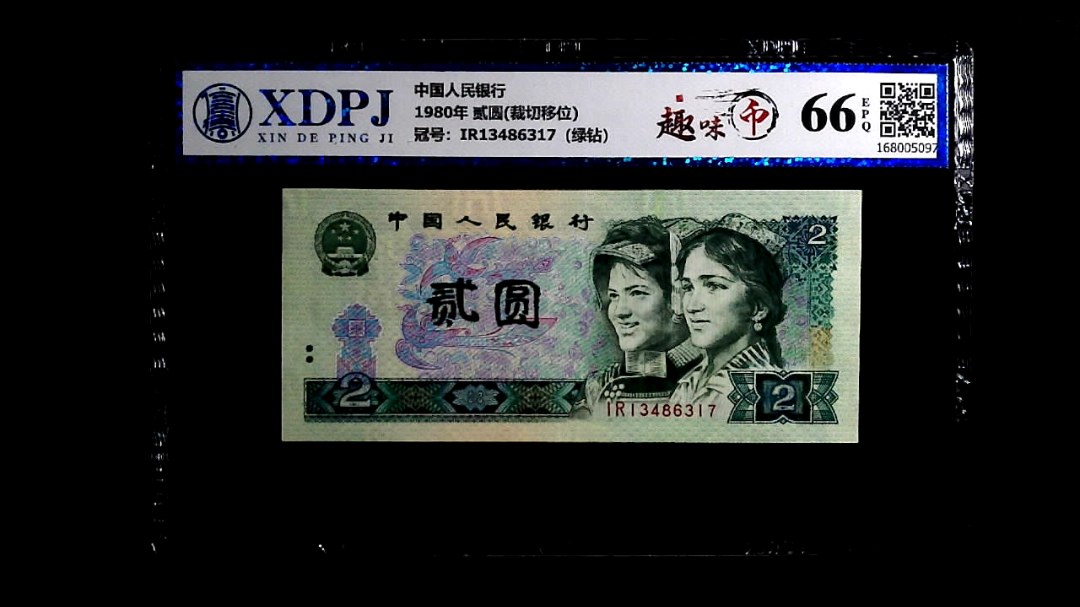 XDPJ
XIN DE PING JI
中国人民银行
1980年 贰圆(裁切移位)
冠号: IR13486317 (绿钻)
趣味币
66
EPQ
168005097
中国人民银行
2
贰圆
2
IR13486317
2